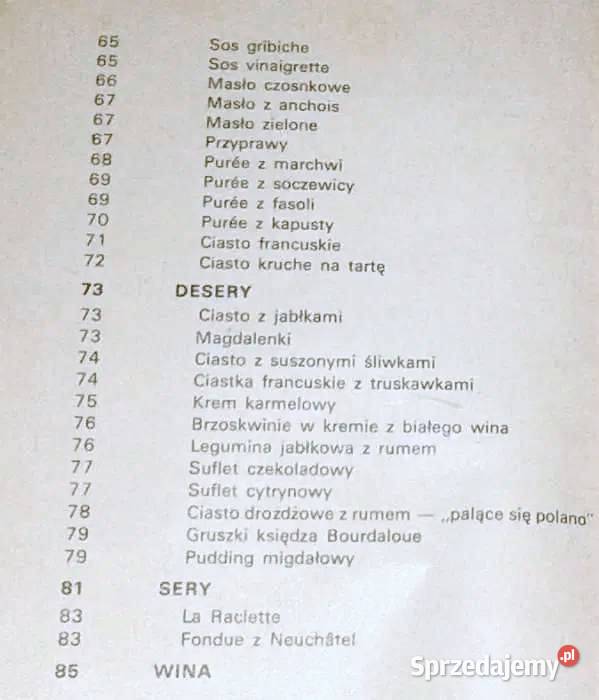 65 Sos gribiche
65 Sos vinaigrette
66 Masło czosnkowe
67 Masło z anchois
67 Masło zielone
67 Przyprawy
68 Purée z marchwi
69 Purée z soczewicy
69 Purée z fasoli
70 Purée z kapusty
71 Ciasto francuskie
72 Ciasto kruche na tartę
73 DESERY
73 Ciasto z jabłkami
73 Magdalenki
74 Ciasto z suszonymi śliwkami
74 Ciastka francuskie z truskawkami
75 Krem karmelowy
76 Brzoskwinie w kremie z białego wina
76 Legumina jabłkowa z rumem
77 Suflet czekoladowy
77 Suflet cytrynowy
78 Ciasto drożdżowe z rumem — „palące się polano”
79 Gruszki księdza Bourdaloue
79 Pudding migdałowy
81 SERY
83 La Raclette
83 Fondue z Neuchâtel
85 WINA
Sprzedajemy.pl